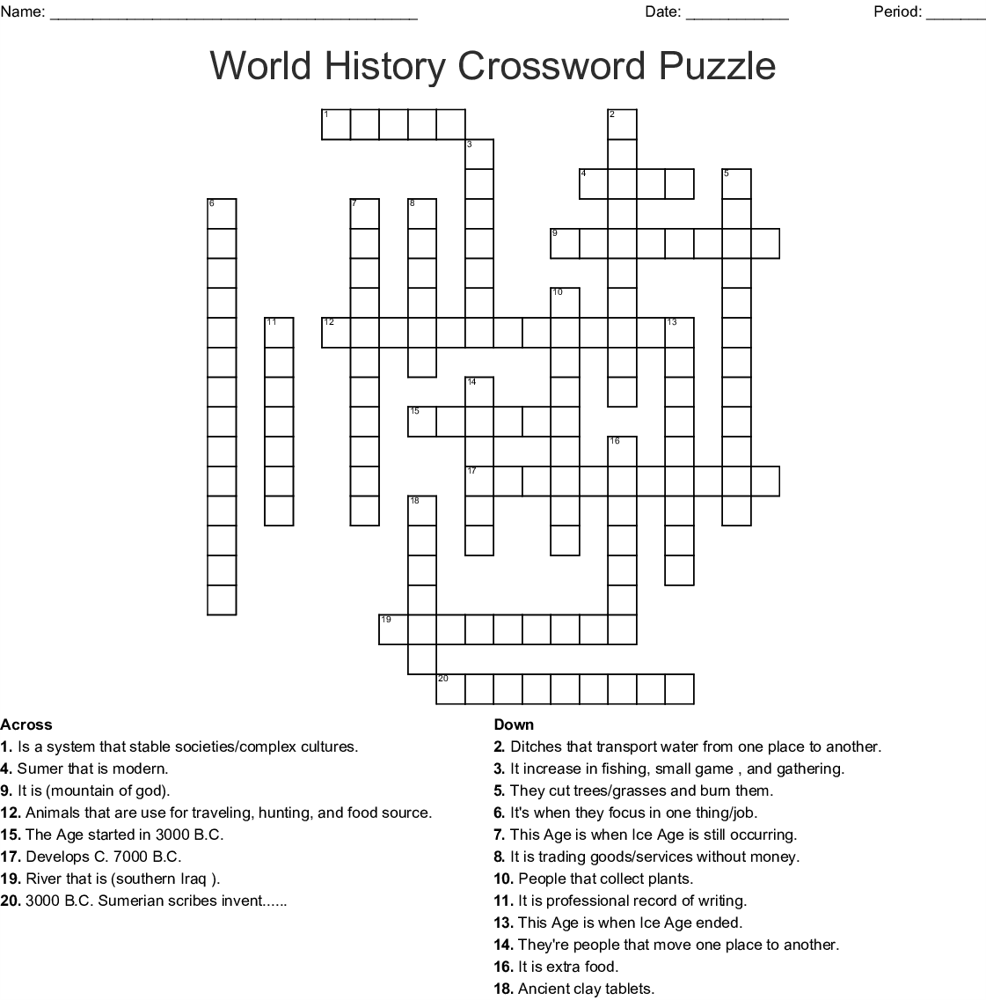 Name: ___________________________________________ Date: ____________ Period: _______
World History Crossword Puzzle
1 2
3
4 5
6 7 8
9
10
11 12 13
14
15
16
17
18
19
20
Across
1. Is a system that stable societies/complex cultures.
4. Sumer that is modern.
9. It is (mountain of god).
12. Animals that are use for traveling, hunting, and food source.
15. The Age started in 3000 B.C.
17. Develops C. 7000 B.C.
19. River that is (southern Iraq ).
20. 3000 B.C. Sumerian scribes invent......
Down
2. Ditches that transport water from one place to another.
3. It increase in fishing, small game , and gathering.
5. They cut trees/grasses and burn them.
6. It's when they focus in one thing/job.
7. This Age is when Ice Age is still occurring.
8. It is trading goods/services without money.
10. People that collect plants.
11. It is professional record of writing.
13. This Age is when Ice Age ended.
14. They're people that move one place to another.
16. It is extra food.
18. Ancient clay tablets.